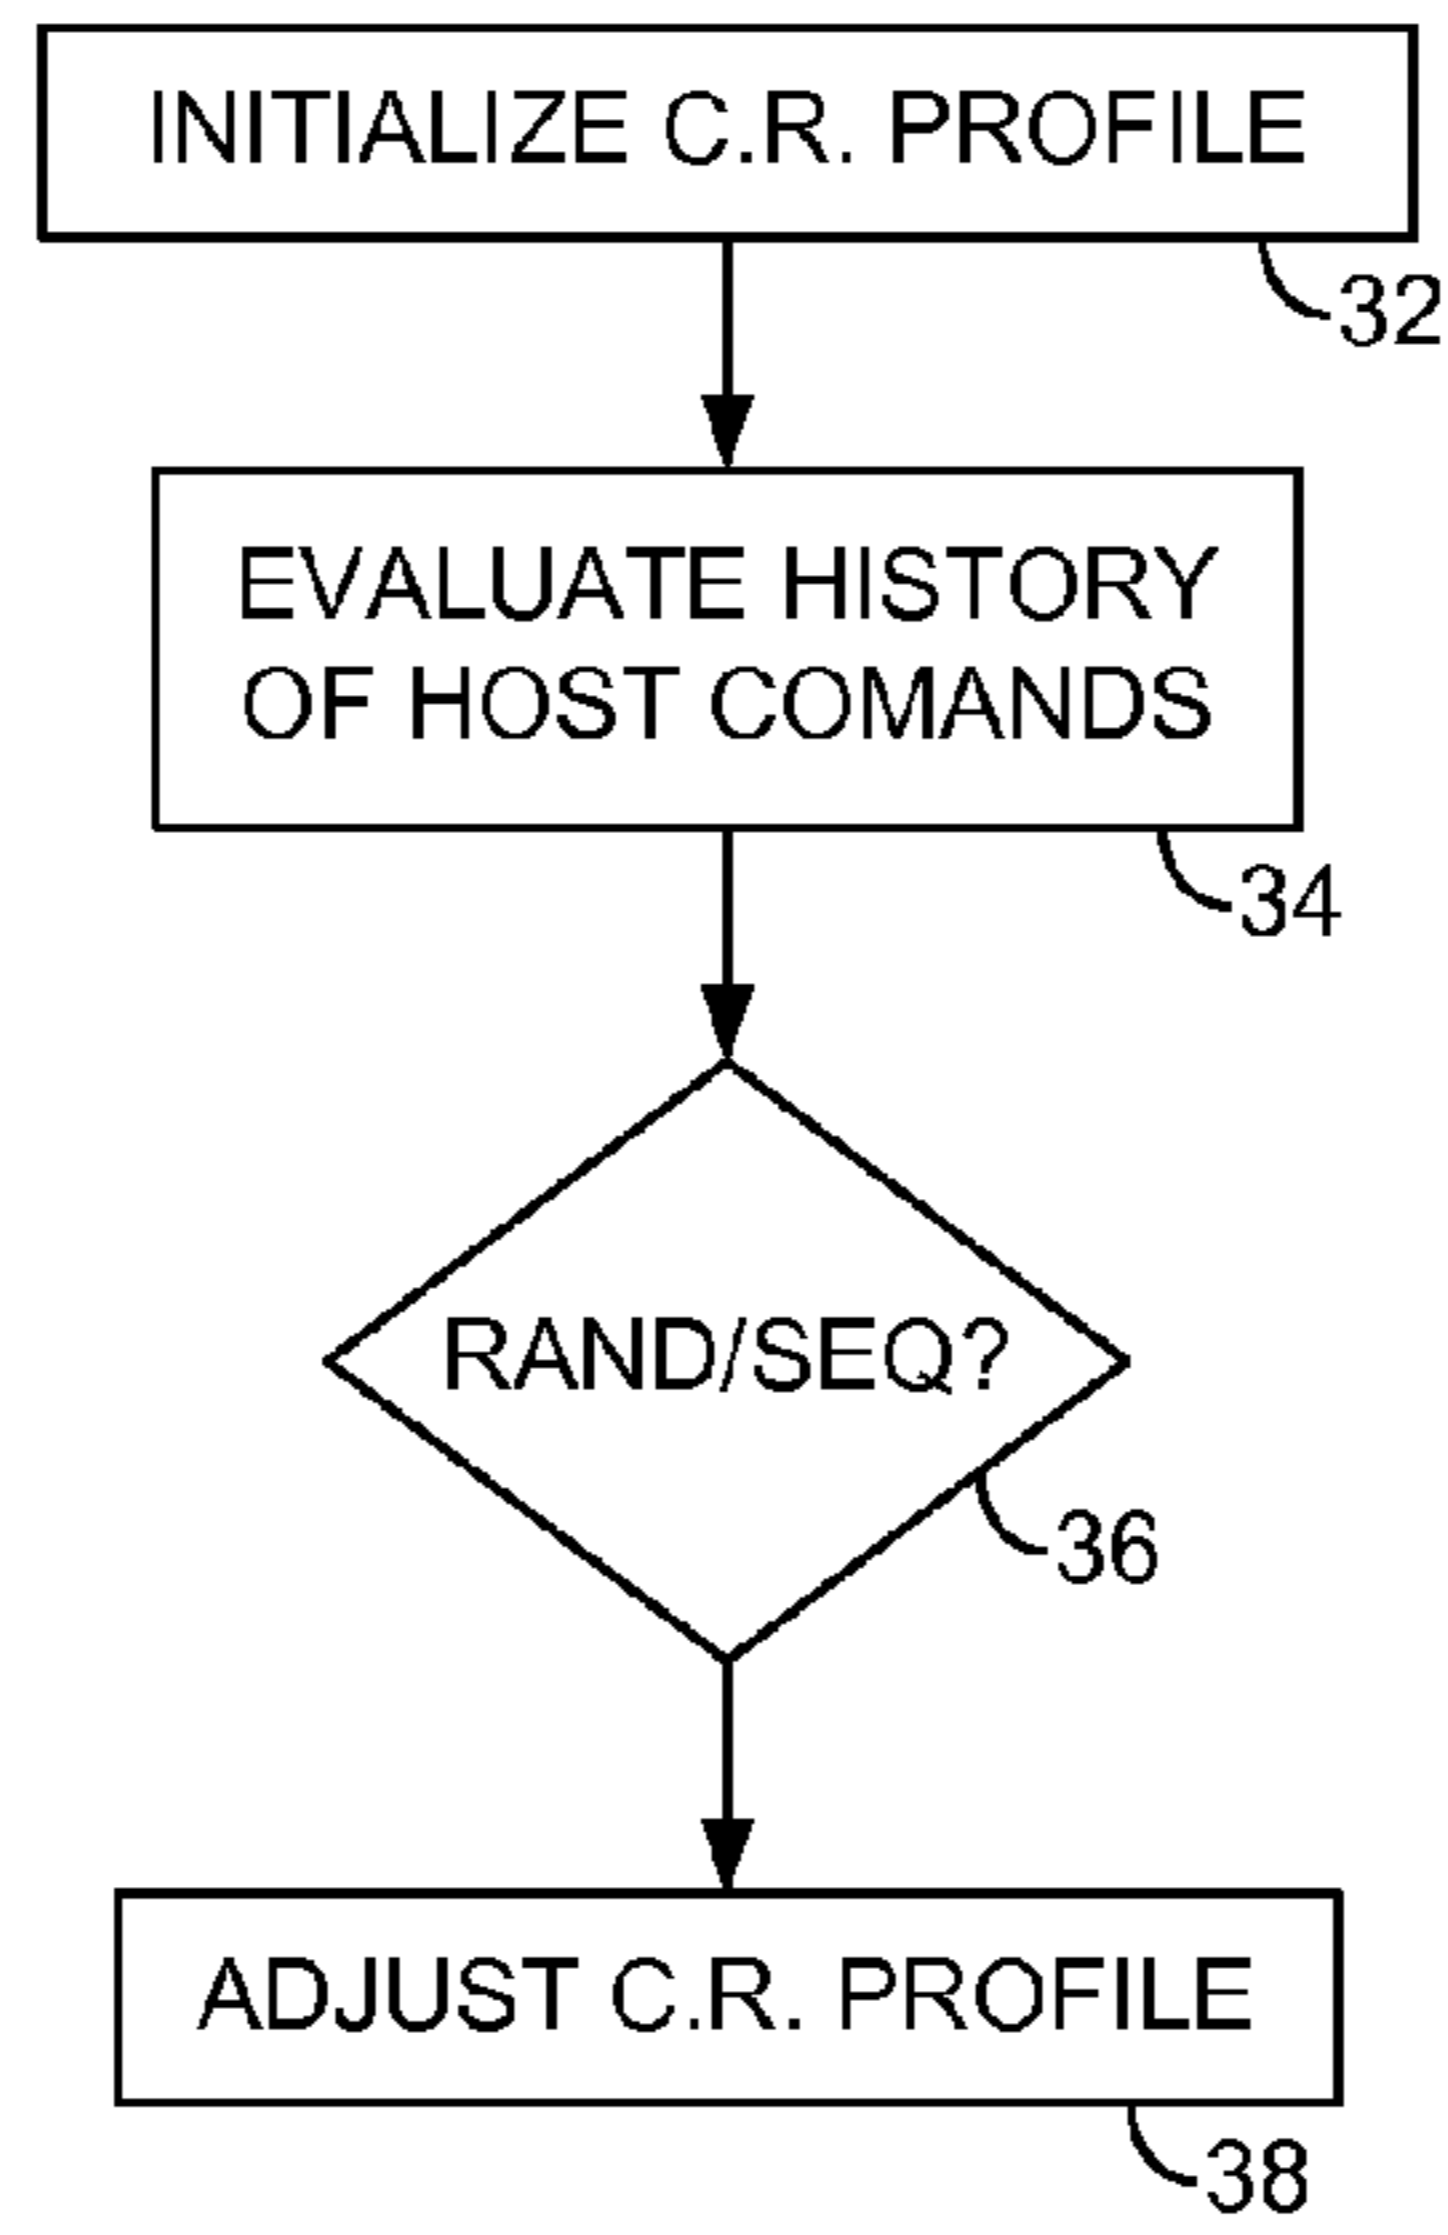 INITIALIZE C.R. PROFILE
32
EVALUATE HISTORY
OF HOST COMANDS
34
RAND/SEQ?
36
ADJUST C.R. PROFILE
38